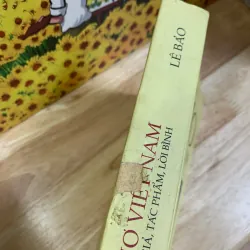 LÊ BẢO
VIỆT NAM
TÁC PHẨM, LỜI BÌNH